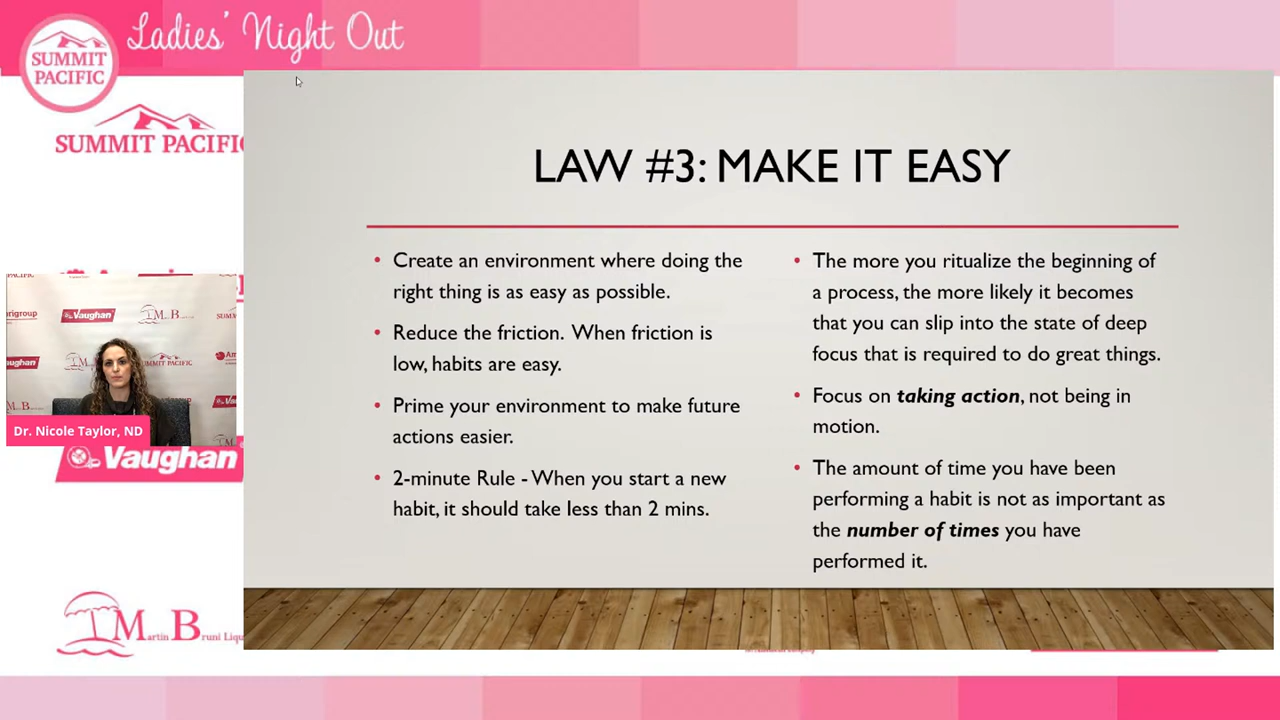 Ladies' Night Out
SUMMIT
PACIFIC
SUMMIT PACIFIC
LAW #3: MAKE IT EASY
• Create an environment where doing the
right thing is as easy as possible.
• Reduce the friction. When friction is
low, habits are easy.
• Prime your environment to make future
actions easier.
• 2-minute Rule - When you start a new
habit, it should take less than 2 mins.
• The more you ritualize the beginning of
a process, the more likely it becomes
that you can slip into the state of deep
focus that is required to do great things.
• Focus on taking action, not being in
motion.
• The amount of time you have been
performing a habit is not as important as
the number of times you have
performed it.
Vaughan
SUMMIT PACIFIC
Dr. Nicole Taylor, ND
Vaughan
Martin Bruni Liqu